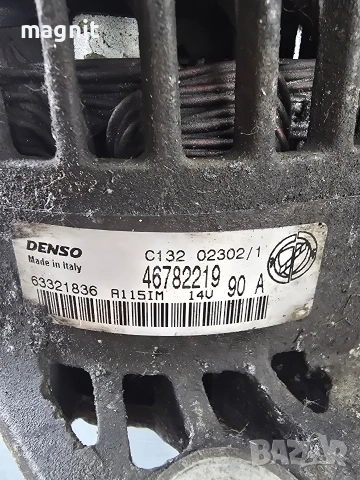 magnit
DENSO
Made in Italy
C132 02302/1
46782219
63321836 A115IM 14V 90 A
BAZAR